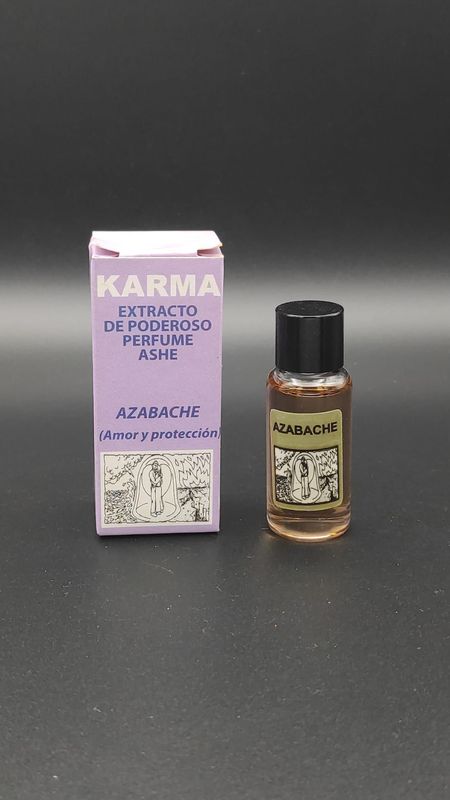 KARMA
EXTRACTO
DE PODEROSO
PERFUME
ASHE
AZABACHE
(Amor y protección)
AZABACHE